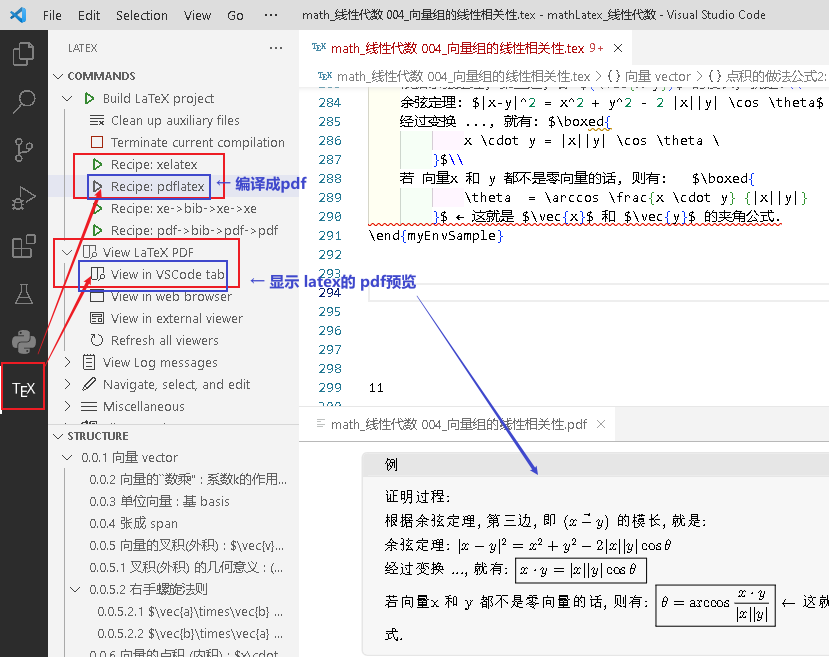 File Edit Selection View Go ··· math_线性代数 004_向量组的线性相关性.tex - mathLatex_线性代数 - Visual Studio Code
LATEX ···
COMMANDS
Build LaTeX project
Clean up auxiliary files
Terminate current compilation
Recipe: xelatex
Recipe: pdflatex
← 编译成pdf
Recipe: xe->bib->xe->xe
Recipe: pdf->bib->pdf->pdf
View LaTeX PDF
View in VSCode tab
← 显示 latex的 pdf预览
View in web browser
View in external viewer
Refresh all viewers
View Log messages
Navigate, select, and edit
Miscellaneous
TEX
STRUCTURE
0.0.1 向量 vector
0.0.2 向量的``数乘'' : 系数k的作用...
0.0.3 单位向量 : 基 basis
0.0.4 张成 span
0.0.5 向量的叉积(外积) : $\vec{v}...
0.0.5.1 叉积(外积) 的几何意义 : (...
0.0.5.2 右手螺旋法则
0.0.5.2.1 $\vec{a}\times\vec{b} ...
0.0.5.2.2 $\vec{b}\times\vec{a} ...
0.0.6 向量的点积 (内积) : $x\cdot
TEX math_线性代数 004_向量组的线性相关性.tex 9+ ×
TEX math_线性代数 004_向量组的线性相关性.tex > {} 向量 vector > {} 点积的做法公式2:
284 余弦定理: $|x-y|^2 = x^2 + y^2 - 2 |x||y| \cos \theta$
285 经过变换 ..., 就有: $\boxed{
286 x \cdot y = |x||y| \cos \theta \
287 }$\\
288 若 向量x 和 y 都不是零向量的话, 则有: $\boxed{
289 \theta = \arccos \frac{x \cdot y} {|x||y|}
290 }$ ← 这就是 $\vec{x}$ 和 $\vec{y}$ 的夹角公式.
291 \end{myEnvSample}
292
293
294
295
296
297
298
299 11
math_线性代数 004_向量组的线性相关性.pdf ×
例
证明过程:
根据余弦定理, 第三边, 即 (x⃗−y) 的模长, 就是:
余弦定理: |x − y|² = x² + y² − 2|x||y| cos θ
经过变换 ..., 就有: x · y = |x||y| cos θ
若向量x 和 y 都不是零向量的话, 则有: θ = arccos x · y / |x||y| ← 这就
式.